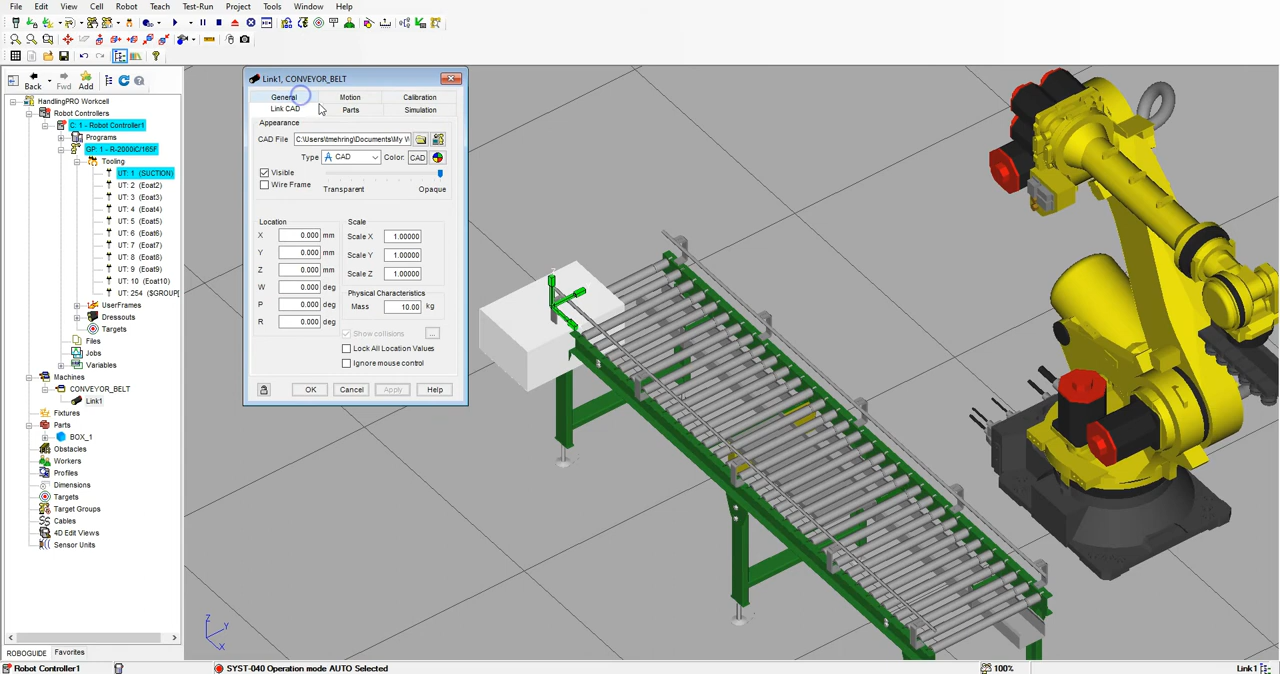 File Edit View Cell Robot Teach Test-Run Project Tools Window Help
Back Fwd Add
HandlingPRO Workcell
Robot Controllers
C: 1 - Robot Controller1
Programs
GP: 1 - R-2000iC/165F
Tooling
UT: 1 (SUCTION)
UT: 2 (Eoat2)
UT: 3 (Eoat3)
UT: 4 (Eoat4)
UT: 5 (Eoat5)
UT: 6 (Eoat6)
UT: 7 (Eoat7)
UT: 8 (Eoat8)
UT: 9 (Eoat9)
UT: 10 (Eoat10)
UT: 254 ($GROUP[
UserFrames
Dressouts
Targets
Files
Jobs
Variables
Machines
CONVEYOR_BELT
Link1
Fixtures
Parts
BOX_1
Obstacles
Workers
Profiles
Dimensions
Targets
Target Groups
Cables
4D Edit Views
Sensor Units
ROBOGUIDE Favorites
Link1, CONVEYOR_BELT
General Motion Calibration
Link CAD Parts Simulation
Appearance
CAD File C:\Users\tmehring\Documents\My W
Type CAD Color: CAD
Visible
Wire Frame
Transparent Opaque
Location
X 0.000 mm
Y 0.000 mm
Z 0.000 mm
W 0.000 deg
P 0.000 deg
R 0.000 deg
Scale
Scale X 1.00000
Scale Y 1.00000
Scale Z 1.00000
Physical Characteristics
Mass 10.00 kg
Show collisions ...
Lock All Location Values
Ignore mouse control
OK Cancel Apply Help
Z
Y
X
Robot Controller1 SYST-040 Operation mode AUTO Selected 100% Link1